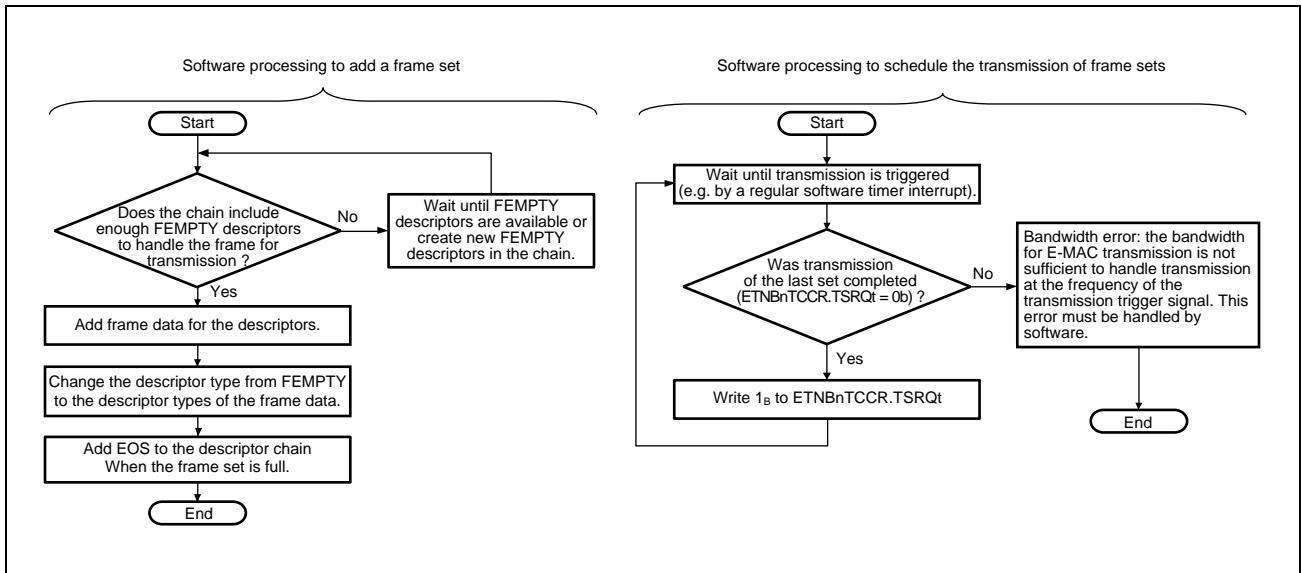 Software processing to add a frame set
Start
Does the chain include
enough FEMPTY descriptors
to handle the frame for
transmission ?
No
Wait until FEMPTY
descriptors are available or
create new FEMPTY
descriptors in the chain.
Yes
Add frame data for the descriptors.
Change the descriptor type from FEMPTY
to the descriptor types of the frame data.
Add EOS to the descriptor chain
When the frame set is full.
End
Software processing to schedule the transmission of frame sets
Start
Wait until transmission is triggered
(e.g. by a regular software timer interrupt).
Was transmission
of the last set completed
(ETNBnTCCR.TSRQt = 0b) ?
No
Bandwidth error: the bandwidth
for E-MAC transmission is not
sufficient to handle transmission
at the frequency of the
transmission trigger signal. This
error must be handled by
software.
Yes
Write 1B to ETNBnTCCR.TSRQt
End